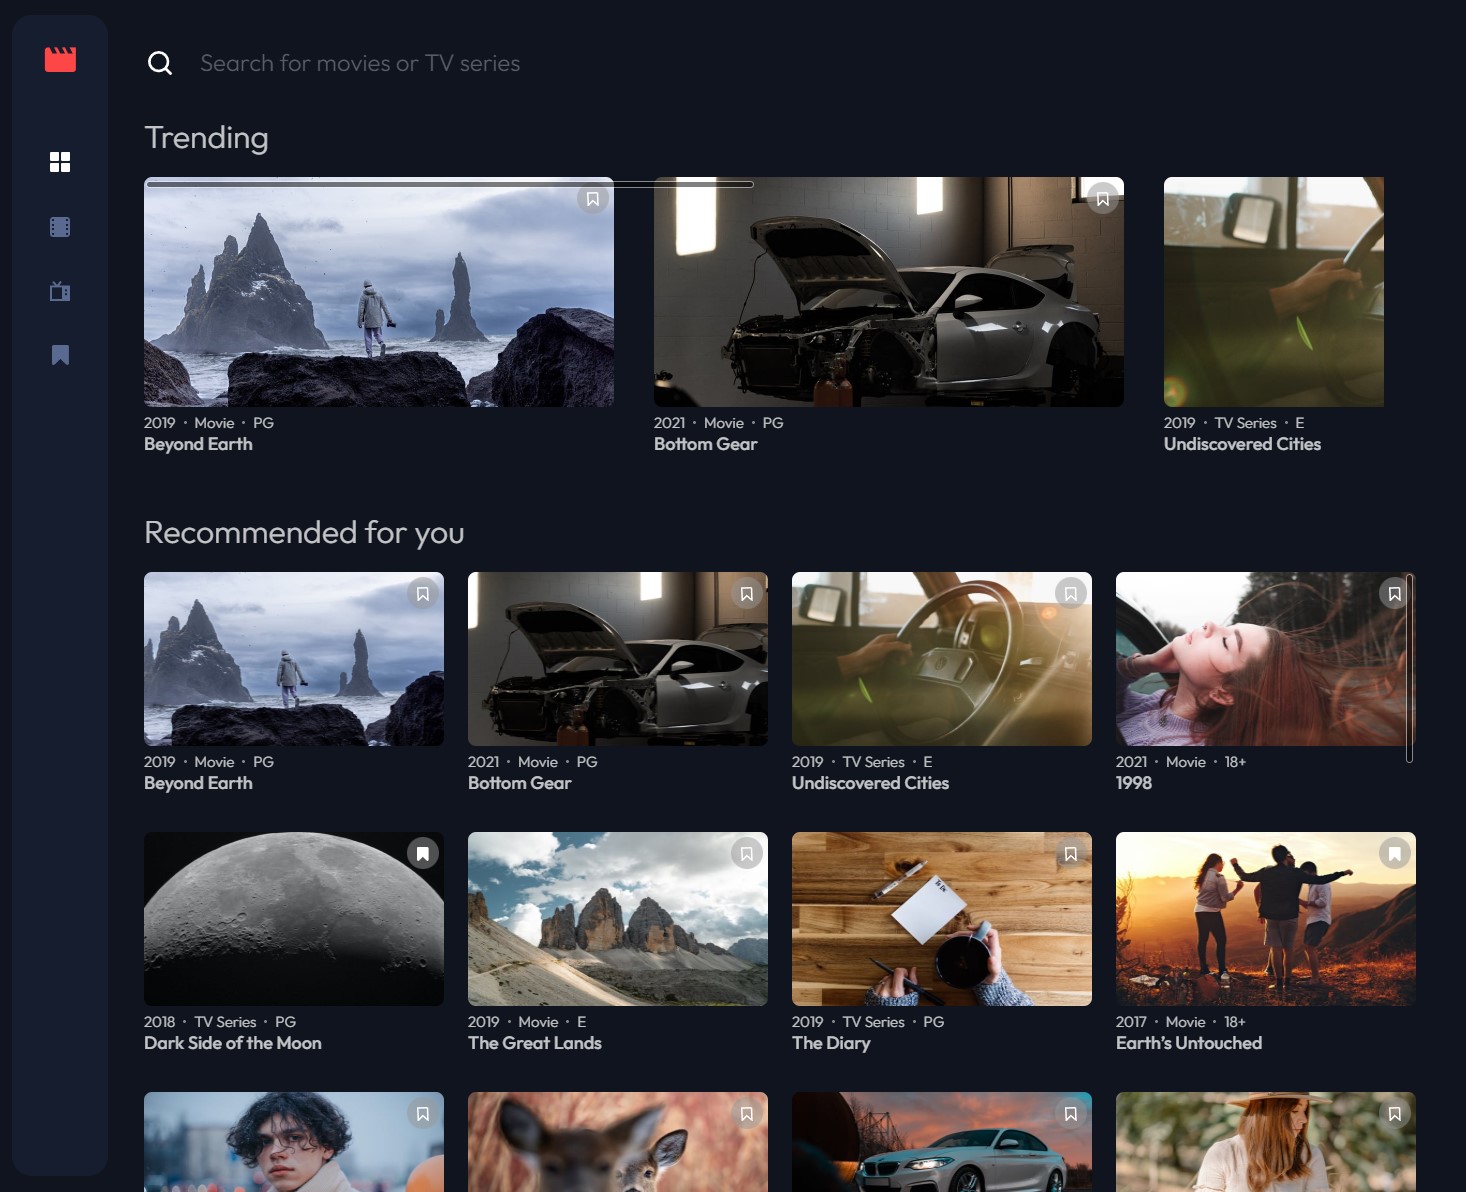 Search for movies or TV series
Trending
2019 · Movie · PG
Beyond Earth
2021 · Movie · PG
Bottom Gear
2019 · TV Series · E
Undiscovered Cities
Recommended for you
2019 · Movie · PG
Beyond Earth
2021 · Movie · PG
Bottom Gear
2019 · TV Series · E
Undiscovered Cities
2021 · Movie · 18+
1998
2018 · TV Series · PG
Dark Side of the Moon
2019 · Movie · E
The Great Lands
2019 · TV Series · PG
The Diary
2017 · Movie · 18+
Earth’s Untouched